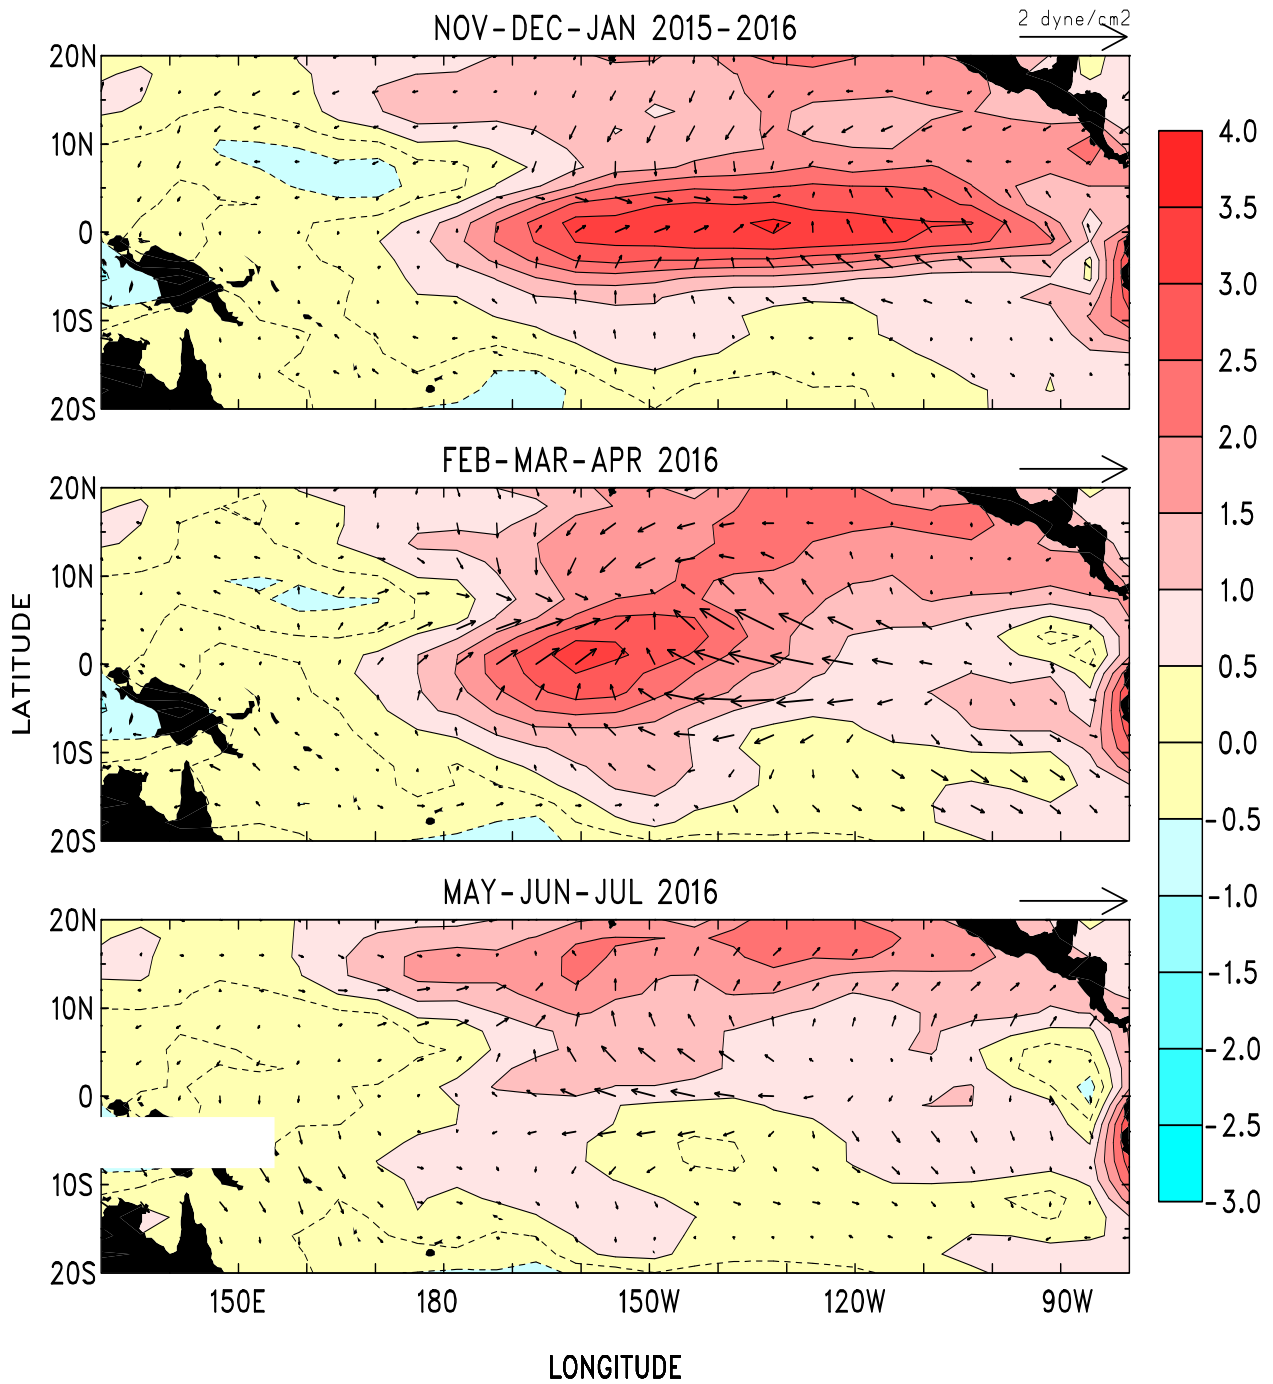 NOV-DEC-JAN 2015-2016
2 dyne/cm2
20N
10N
0
10S
20S
FEB-MAR-APR 2016
20N
10N
0
10S
20S
LATITUDE
MAY-JUN-JUL 2016
20N
10N
0
10S
20S
150E 180 150W 120W 90W
LONGITUDE
4.0
3.5
3.0
2.5
2.0
1.5
1.0
0.5
0.0
-0.5
-1.0
-1.5
-2.0
-2.5
-3.0